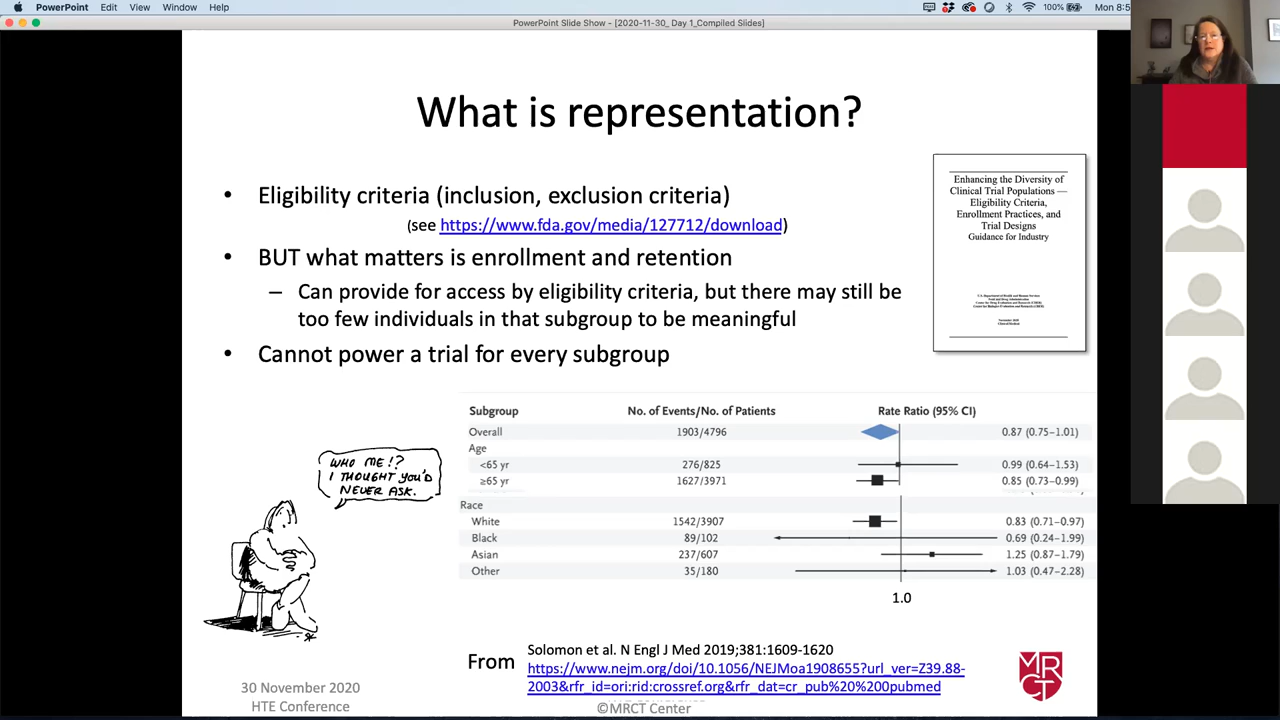 PowerPoint Edit View Window Help 100% Mon 8:5
PowerPoint Slide Show - [2020-11-30_ Day 1_Compiled Slides]
What is representation?
• Eligibility criteria (inclusion, exclusion criteria)
(see https://www.fda.gov/media/127712/download)
• BUT what matters is enrollment and retention
– Can provide for access by eligibility criteria, but there may still be
too few individuals in that subgroup to be meaningful
• Cannot power a trial for every subgroup
Enhancing the Diversity of
Clinical Trial Populations —
Eligibility Criteria,
Enrollment Practices, and
Trial Designs
Guidance for Industry
WHO ME!?
I THOUGHT YOU'D
NEVER ASK.
Subgroup No. of Events/No. of Patients Rate Ratio (95% CI)
Overall 1903/4796 0.87 (0.75–1.01)
Age
<65 yr 276/825 0.99 (0.64–1.53)
≥65 yr 1627/3971 0.85 (0.73–0.99)
Race
White 1542/3907 0.83 (0.71–0.97)
Black 89/102 0.69 (0.24–1.99)
Asian 237/607 1.25 (0.87–1.79)
Other 35/180 1.03 (0.47–2.28)
1.0
From
Solomon et al. N Engl J Med 2019;381:1609-1620
https://www.nejm.org/doi/10.1056/NEJMoa1908655?url_ver=Z39.88-
2003&rfr_id=ori:rid:crossref.org&rfr_dat=cr_pub%20%200pubmed
30 November 2020
HTE Conference
©MRCT Center
MR
CT